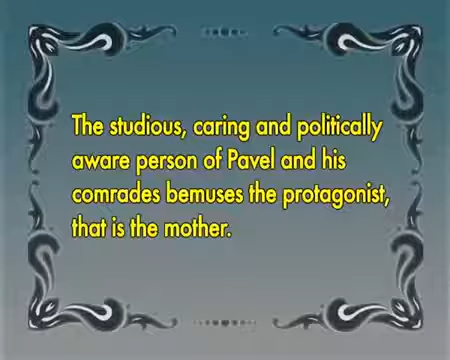 The studious, caring and politically
aware person of Pavel and his
comrades bemuses the protagonist,
that is the mother.